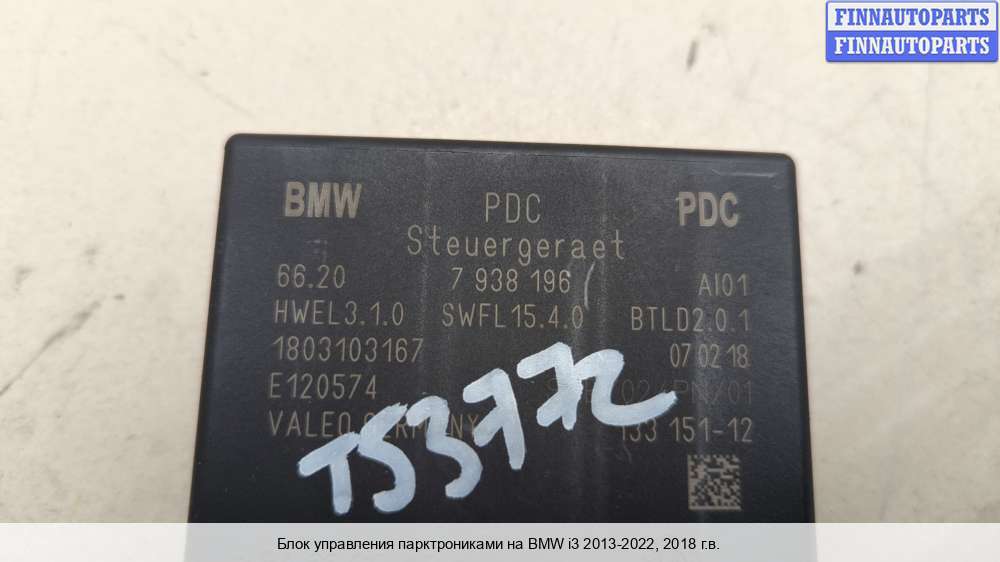 FINNAUTOPARTS
FINNAUTOPARTS
BMW PDC PDC
Steuergeraet
66.20 7 938 196 AI01
HWEL3.1.0 SWFL15.4.0 BTLD2.0.1
1803103167 07 02 18
E120574
VALEO GERMANY 151-12
TS3772
Блок управления парктрониками на BMW i3 2013-2022, 2018 г.в.